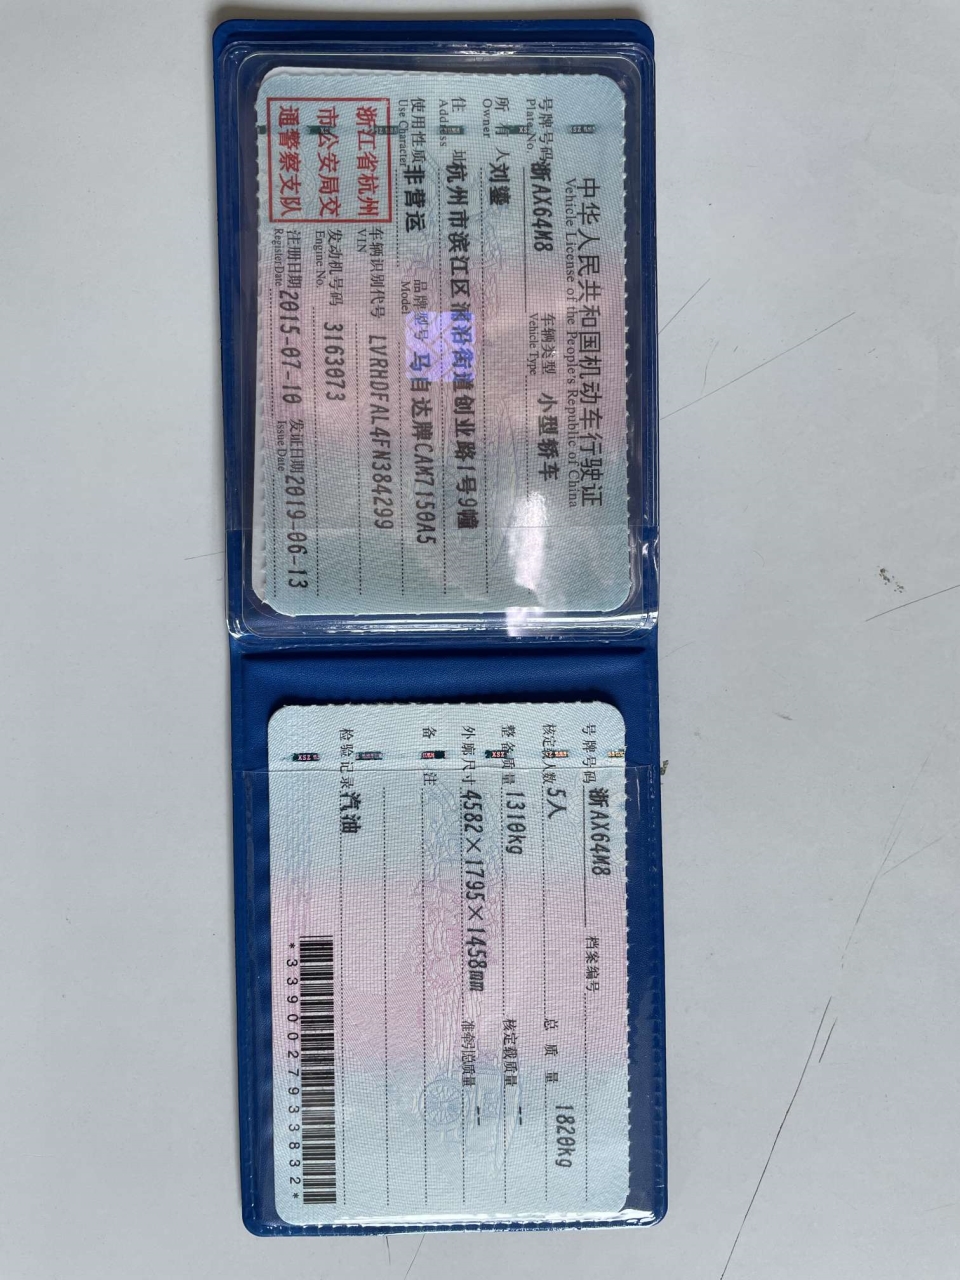 中华人民共和国机动车行驶证
Vehicle License of the People's Republic of China
号牌号码 浙AX64M8 车辆类型 小型轿车
Plate No. Vehicle Type
所有人 刘鎏
Owner
住址 杭州市滨江区浦沿街道创业路1号9幢
Address
使用性质 非营运 品牌型号 马自达牌CAM7150A5
Use Character Model
浙江省杭州
市公安局交
通警察支队
车辆识别代号 LVRHDFAL4FN384299
VIN
发动机号码 3163073
Engine No.
注册日期 2015-07-10 发证日期 2019-06-13
Register Date Issue Date
号牌号码 浙AX64M8 档案编号
核定载人数 5人 总质量 1820kg
整备质量 1310kg 核定载质量 --
外廓尺寸 4582×1795×1458mm 准牵引总质量 --
备注
检验记录 汽油
*3390027933832*